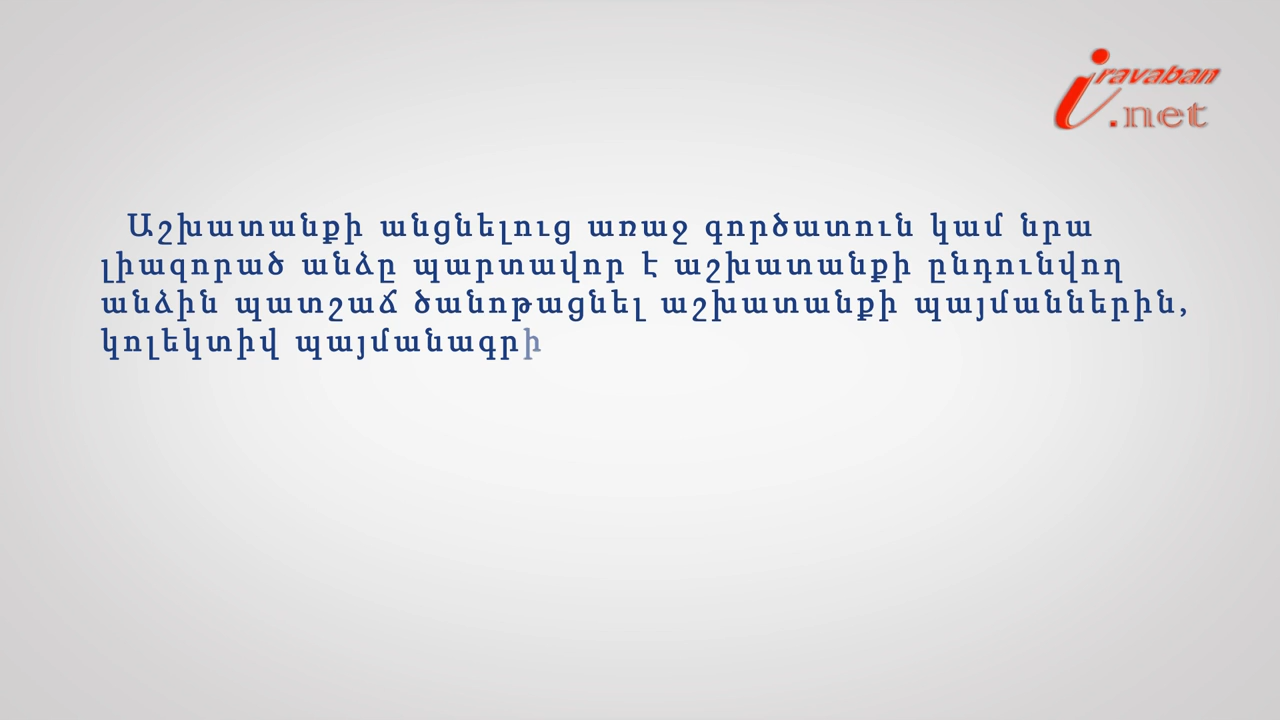 iravaban
.net
Աշխատանքի անցնելուց առաջ գործատուն կամ նրա
լիազորած անձը պարտավոր է աշխատանքի ընդունվող
անձին պատշաճ ծանոթացնել աշխատանքի պայմաններին,
կոլեկտիվ պայմանագրի